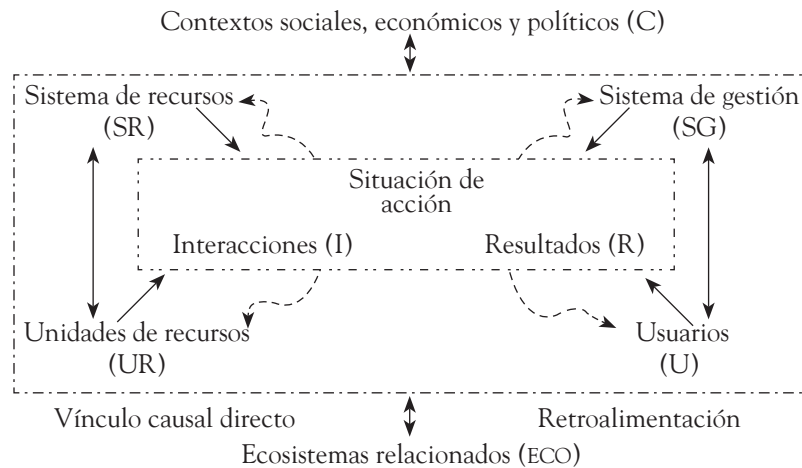 Contextos sociales, económicos y políticos (C)
Sistema de recursos
(SR)
Sistema de gestión
(SG)
Situación de
acción
Interacciones (I)
Resultados (R)
Unidades de recursos
(UR)
Usuarios
(U)
Vínculo causal directo
Retroalimentación
Ecosistemas relacionados (ECO)